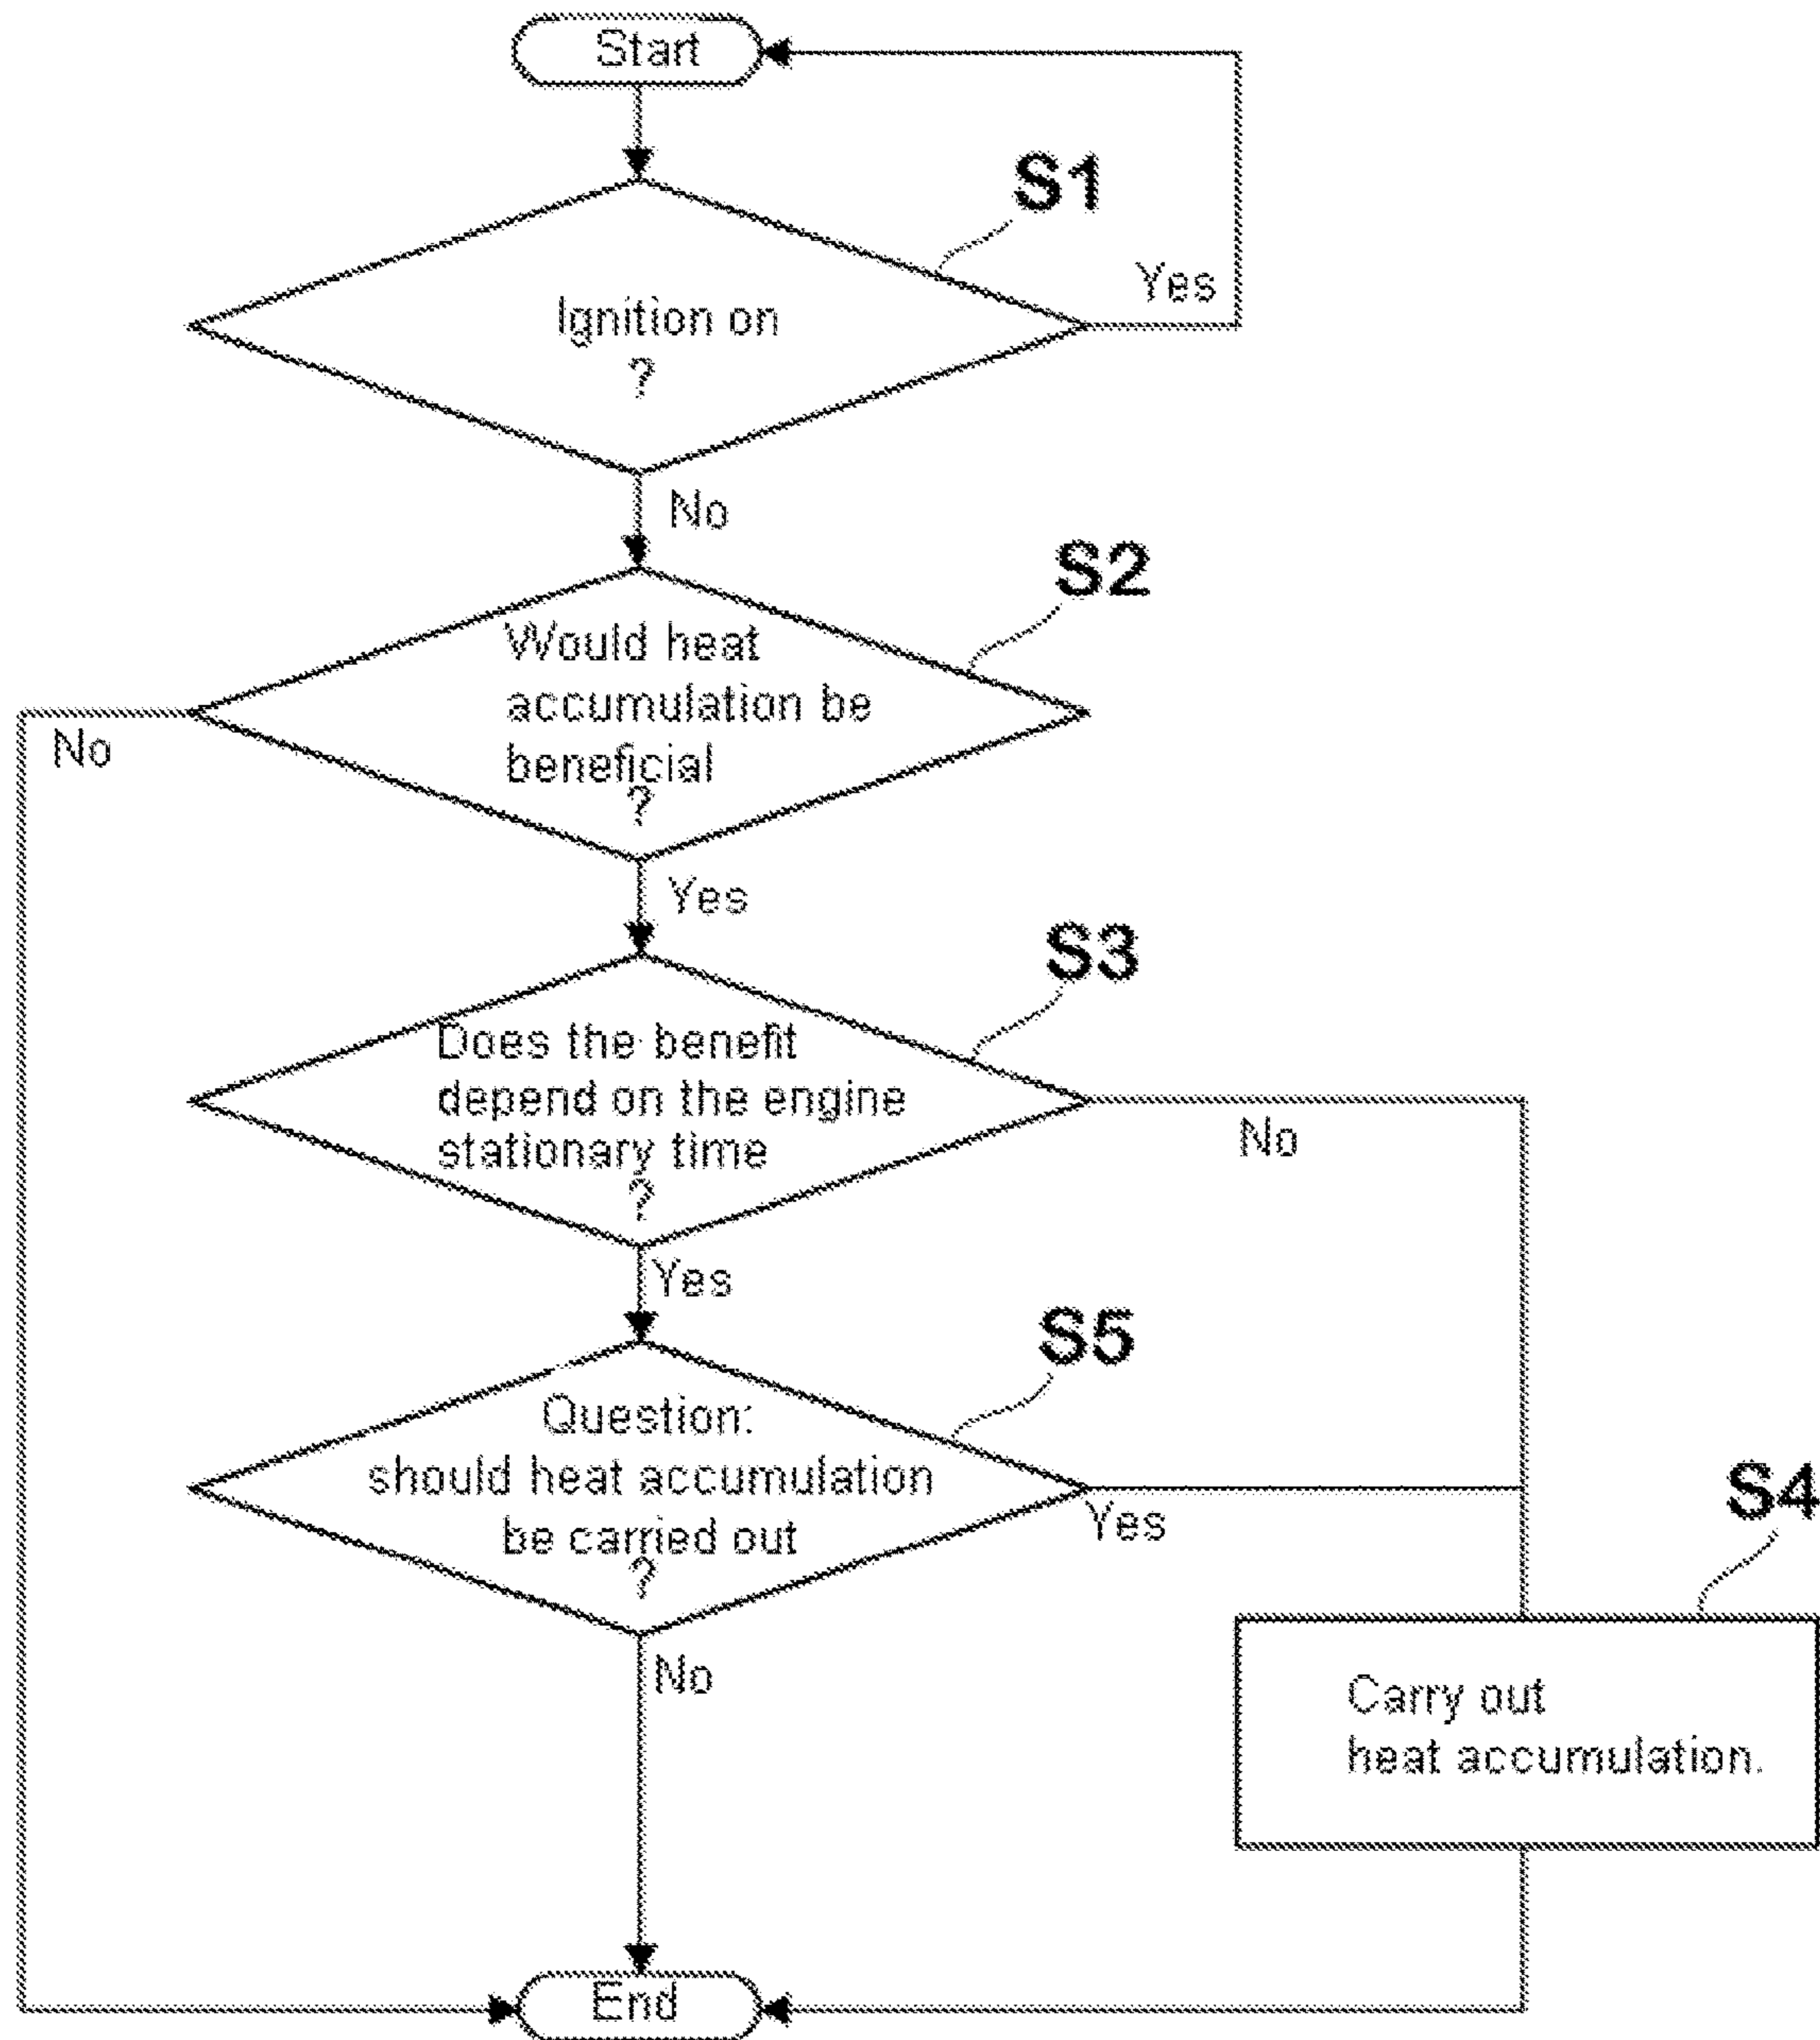 Start
S1
Ignition on
?
Yes
No
S2
Would heat
accumulation be
beneficial
?
No
Yes
S3
Does the benefit
depend on the engine
stationary time
?
No
Yes
S5
Question:
should heat accumulation
be carried out
?
Yes
S4
No
Carry out
heat accumulation.
End